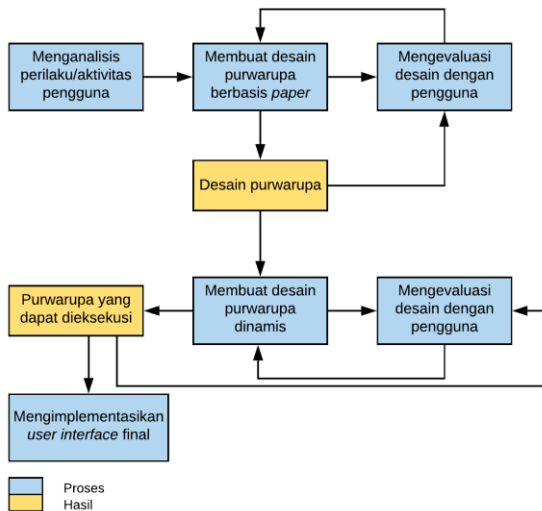 Menganalisis
perilaku/aktivitas
pengguna
Membuat desain
purwarupa
berbasis paper
Mengevaluasi
desain dengan
pengguna
Desain purwarupa
Purwarupa yang
dapat dieksekusi
Membuat desain
purwarupa
dinamis
Mengevaluasi
desain dengan
pengguna
Mengimplementasikan
user interface final
Proses
Hasil